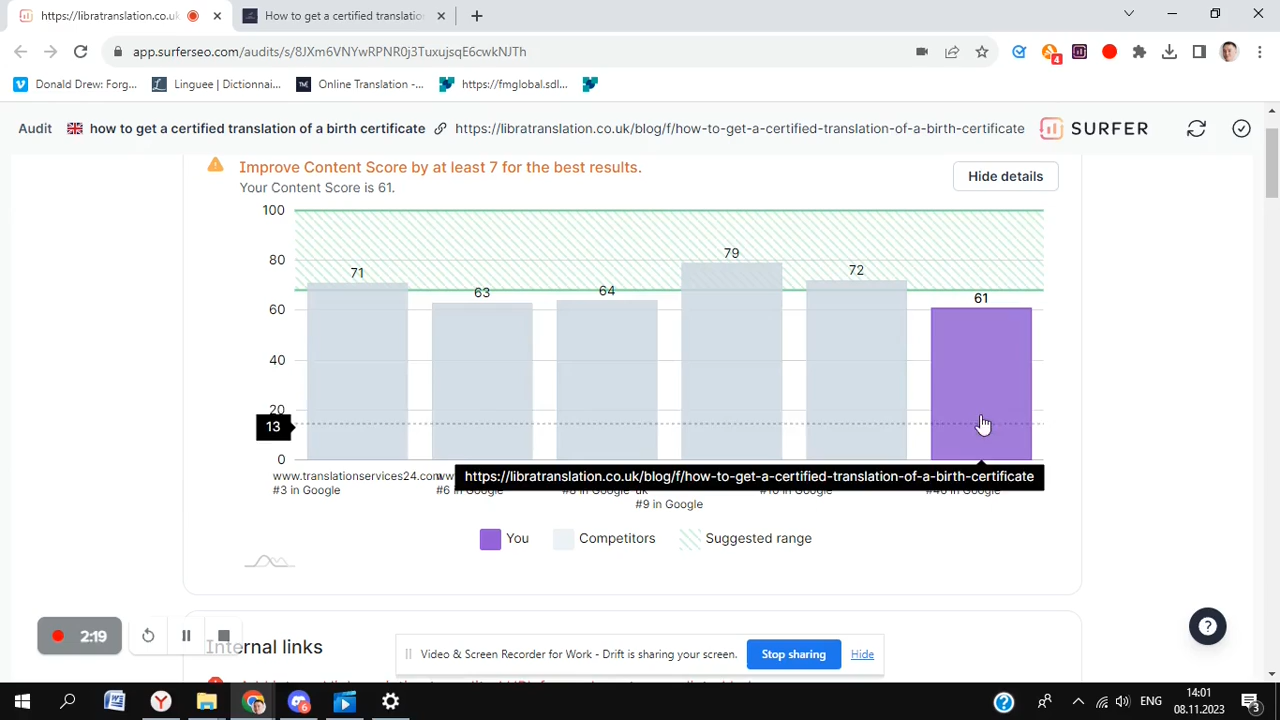 https://libratranslation.co.uk
How to get a certified translation
app.surferseo.com/audits/s/8JXm6VNYwRPNR0j3TuxujsqE6cwkNJTh
4
Donald Drew: Forg...
Linguee | Dictionnai...
Online Translation -...
https://fmglobal.sdl...
Audit
how to get a certified translation of a birth certificate
https://libratranslation.co.uk/blog/f/how-to-get-a-certified-translation-of-a-birth-certificate
SURFER
Improve Content Score by at least 7 for the best results.
Your Content Score is 61.
Hide details
100
80
60
40
20
0
13
71
63
64
79
72
61
www.translationservices24.com
#3 in Google
https://libratranslation.co.uk/blog/f/how-to-get-a-certified-translation-of-a-birth-certificate
#9 in Google
You
Competitors
Suggested range
2:19
Internal links
Video & Screen Recorder for Work - Drift is sharing your screen.
Stop sharing
Hide
ENG
14:01
08.11.2023
3